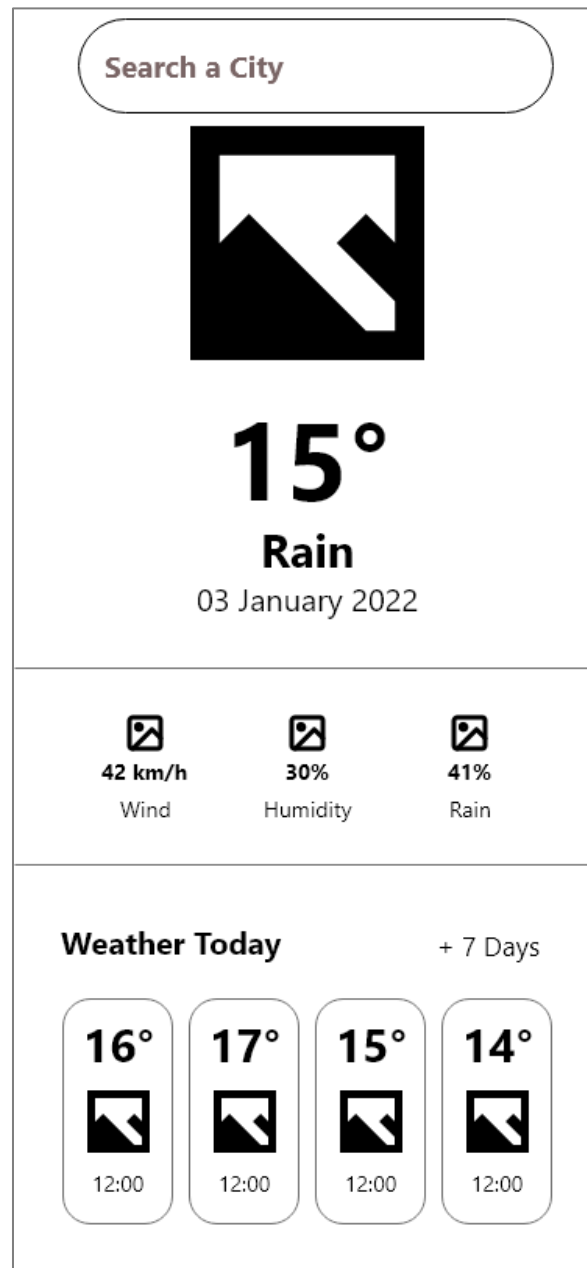 Search a City
15°
Rain
03 January 2022
42 km/h 30% 41%
Wind Humidity Rain
Weather Today + 7 Days
16° 17° 15° 14°
12:00 12:00 12:00 12:00